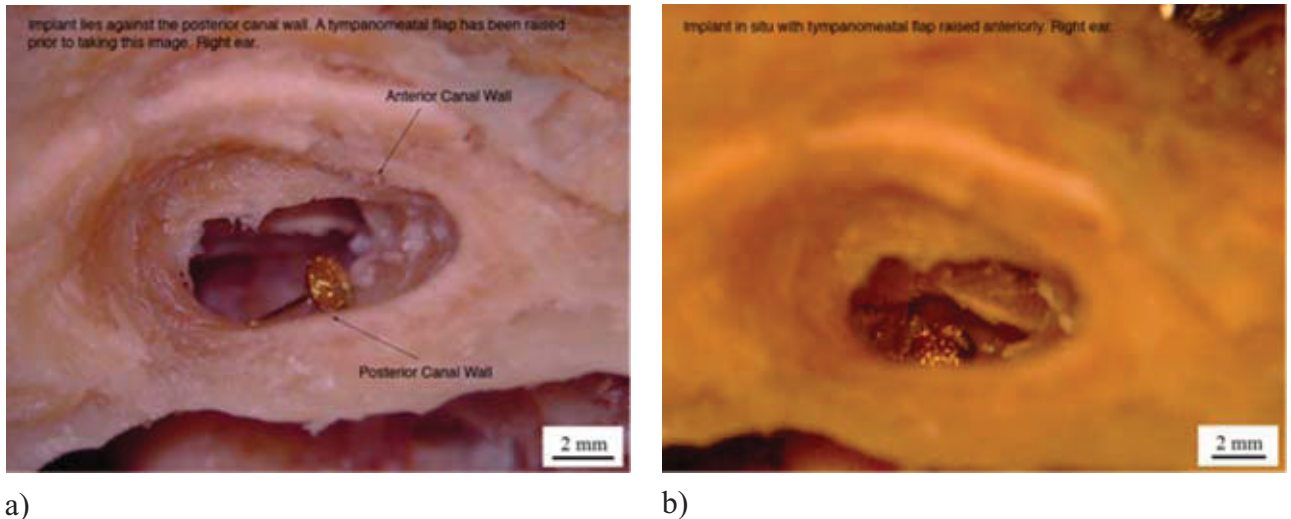 Implant lies against the posterior canal wall. A tympanomeatal flap has been raised
prior to taking this image. Right ear.
Anterior Canal Wall
Posterior Canal Wall
2 mm
a)
Implant in situ with tympanomeatal flap raised anteriorly. Right ear.
2 mm
b)